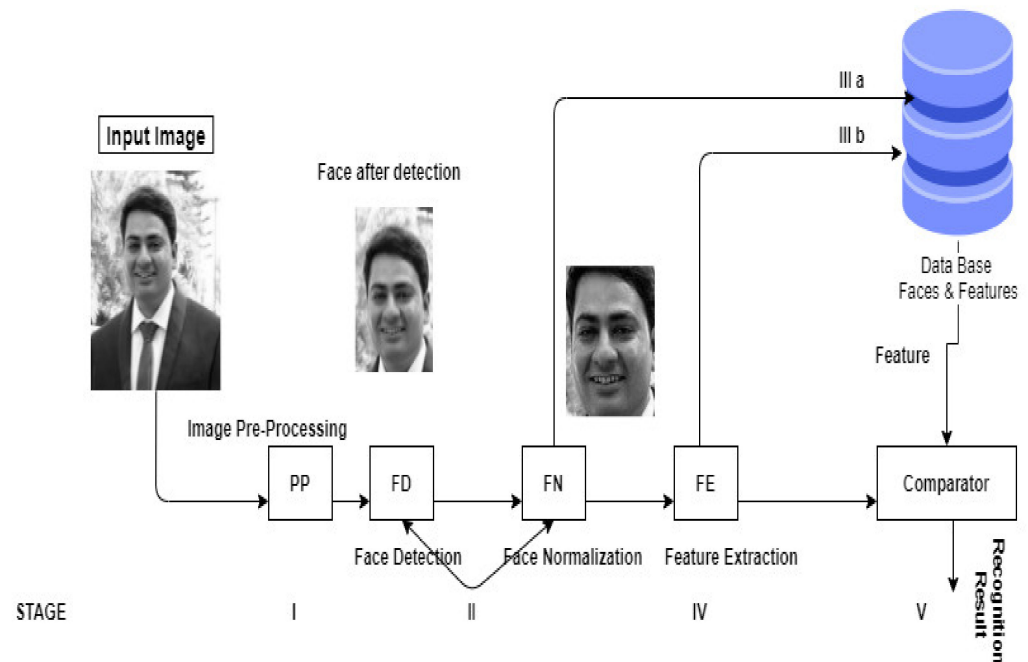 III a
Input Image
III b
Face after detection
Data Base
Faces & Features
Feature
Image Pre-Processing
PP
FD
FN
FE
Comparator
Face Detection
Face Normalization
Feature Extraction
Recognition
Result
STAGE
I
II
IV
V